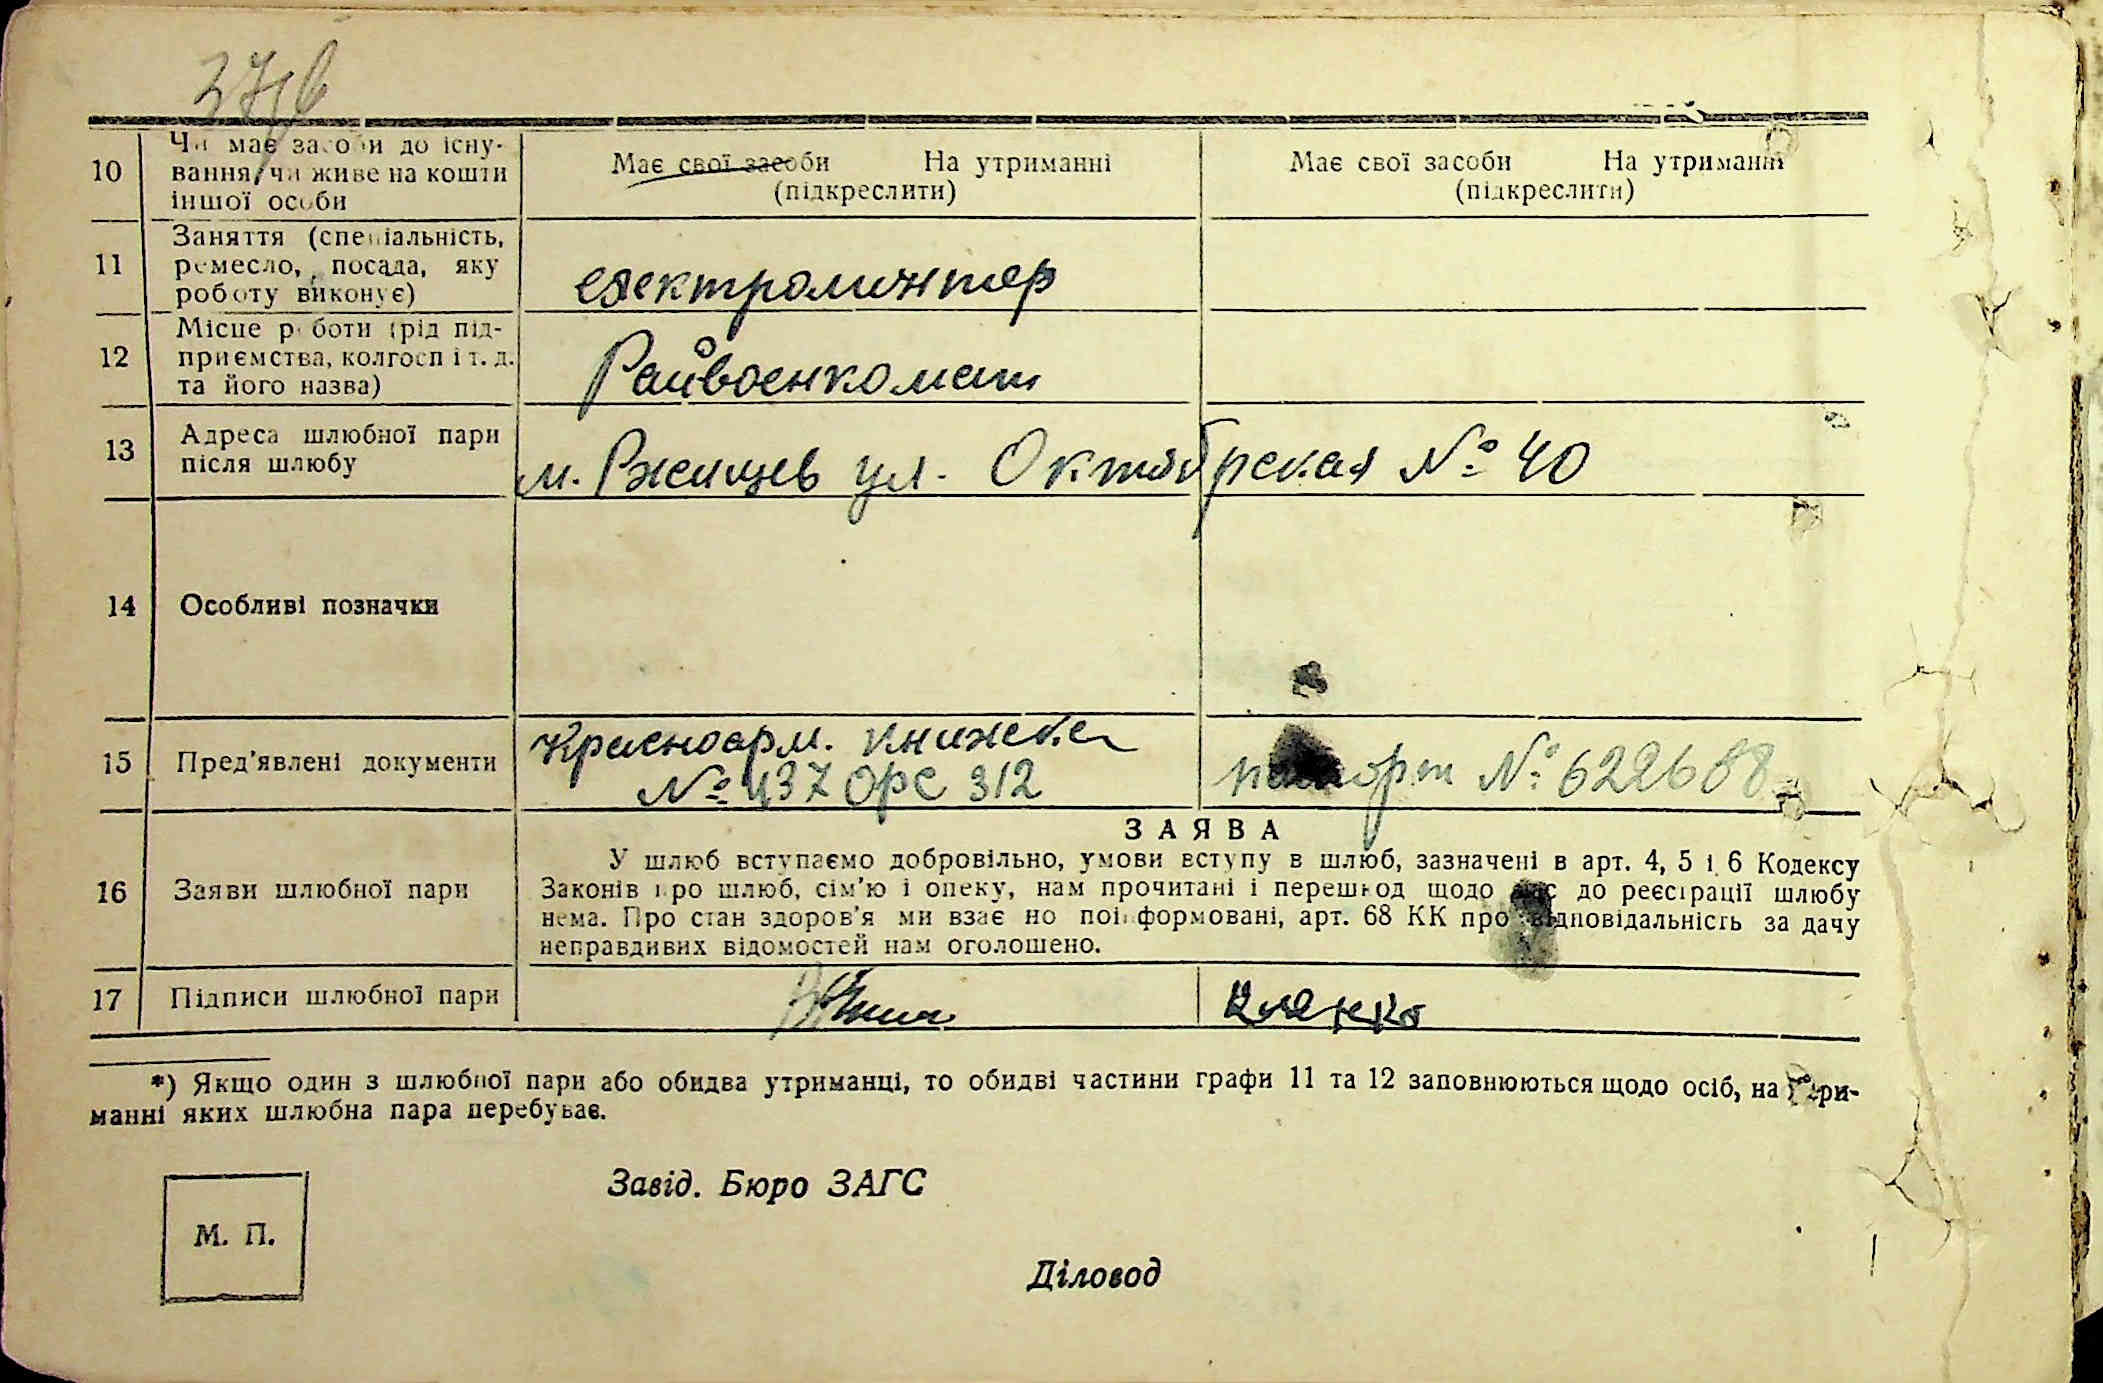 10 Чи має засоби до існу-
вання, чи живе на кошти
іншої особи
Має свої засоби На утриманні
(підкреслити)
Має свої засоби На утриманні
(підкреслити)
11 Заняття (спеціальність,
ремесло, посада, яку
роботу виконує)
електромонтер
12 Місце роботи (рід під-
приємства, колгосп і т. д.
та його назва)
Райвоенкомат
13 Адреса шлюбної пари
після шлюбу
м. Ржищев ул. Октябрская № 40
14 Особливі позначки
15 Пред'явлені документи
Красноарм. книжка
№ 437 ОРС 312
паспорт № 622688
16 Заяви шлюбної пари
ЗАЯВА
У шлюб вступаємо добровільно, умови вступу в шлюб, зазначені в арт. 4, 5 і 6 Кодексу
Законів про шлюб, сім'ю і опеку, нам прочитані і перешкод щодо нас до реєстрації шлюбу
нема. Про стан здоров'я ми взаємно поінформовані, арт. 68 КК про відповідальність за дачу
неправдивих відомостей нам оголошено.
17 Підписи шлюбної пари
*) Якщо один з шлюбної пари або обидва утриманці, то обидві частини графи 11 та 12 заповнюються щодо осіб, на утри-
манні яких шлюбна пара перебуває.
Завід. Бюро ЗАГС
М. П.
Діловод